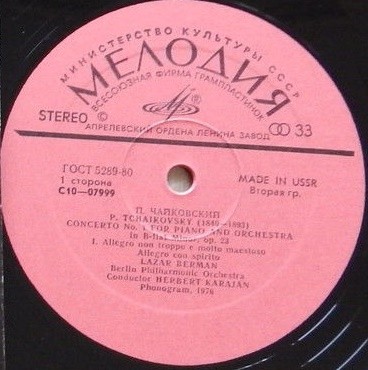 МИНИСТЕРСТВО КУЛЬТУРЫ СССР
МЕЛОДИЯ
ВСЕСОЮЗНАЯ ФИРМА ГРАМПЛАСТИНОК
STEREO
33
АПРЕЛЕВСКИЙ ОРДЕНА ЛЕНИНА ЗАВОД
ГОСТ 5289-80
1 сторона
С10—07999
MADE IN USSR
Вторая гр.
П. ЧАЙКОВСКИЙ
P. TCHAIKOVSKY (1840—1893)
CONCERTO No. 1 FOR PIANO AND ORCHESTRA
in B-flat Minor, op. 23
1. Allegro non troppo e molto maestoso
Allegro con spirito
LAZAR BERMAN
Berlin Philharmonic Orchestra
Conductor HERBERT KARAJAN
Phonogram, 1976